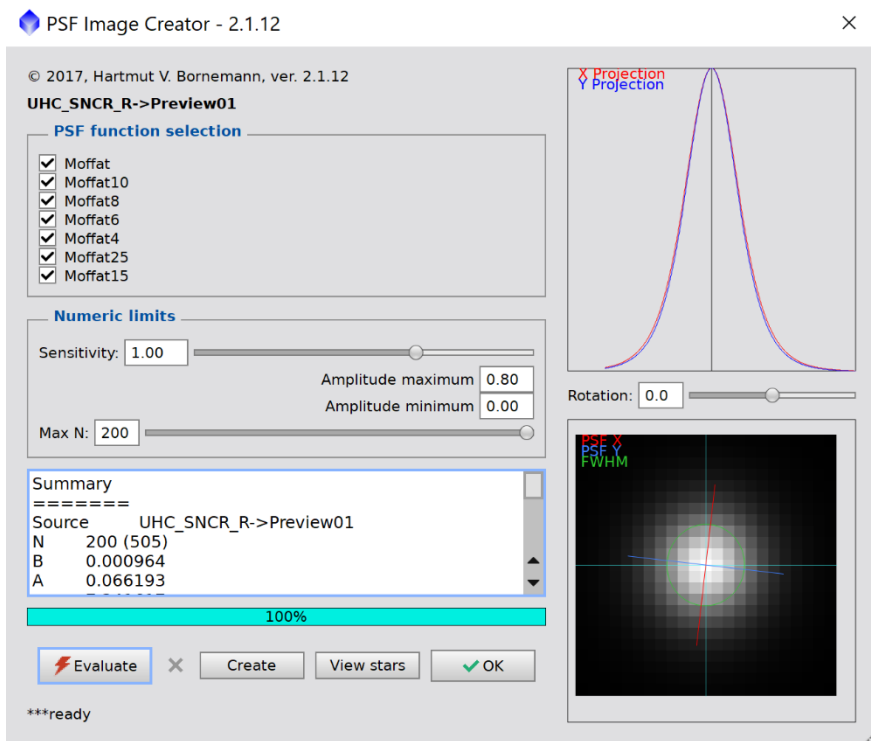 PSF Image Creator - 2.1.12
© 2017, Hartmut V. Bornemann, ver. 2.1.12
UHC_SNCR_R->Preview01
PSF function selection
Moffat
Moffat10
Moffat8
Moffat6
Moffat4
Moffat25
Moffat15
Numeric limits
Sensitivity: 1.00
Amplitude maximum 0.80
Amplitude minimum 0.00
Max N: 200
Summary
=======
Source UHC_SNCR_R->Preview01
N 200 (505)
B 0.000964
A 0.066193
100%
Evaluate Create View stars OK
***ready
X Projection
Y Projection
Rotation: 0.0
PSF X
PSF Y
FWHM